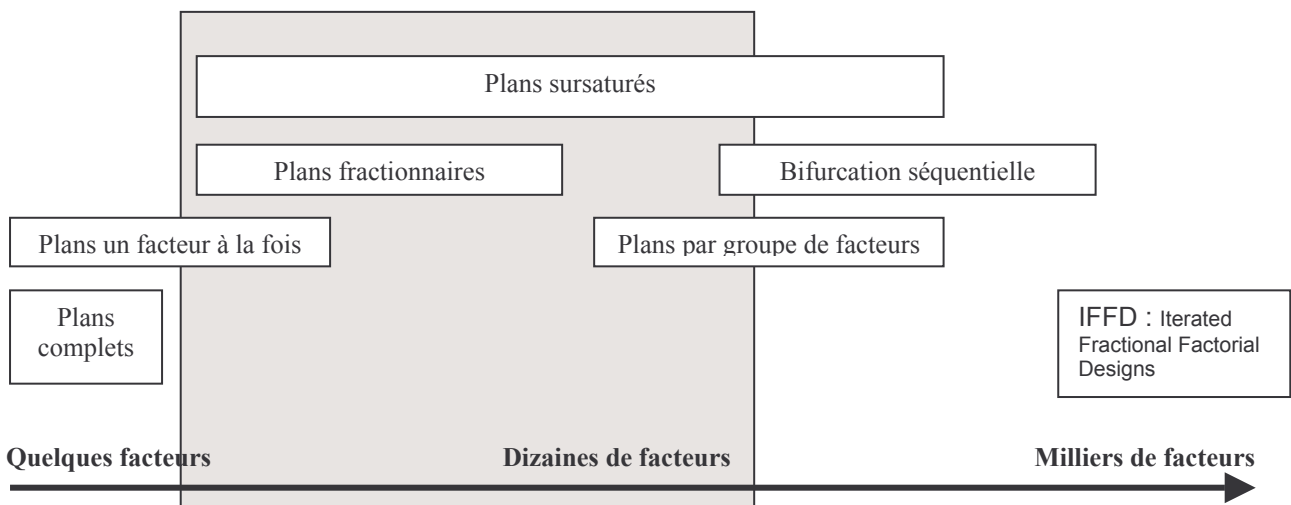 Plans sursaturés
Plans fractionnaires
Bifurcation séquentielle
Plans un facteur à la fois
Plans par groupe de facteurs
Plans
complets
IFFD : Iterated
Fractional Factorial
Designs
Quelques facteurs
Dizaines de facteurs
Milliers de facteurs